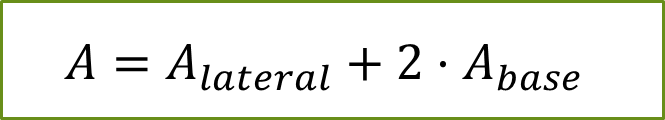 A = A_lateral + 2 · A_base